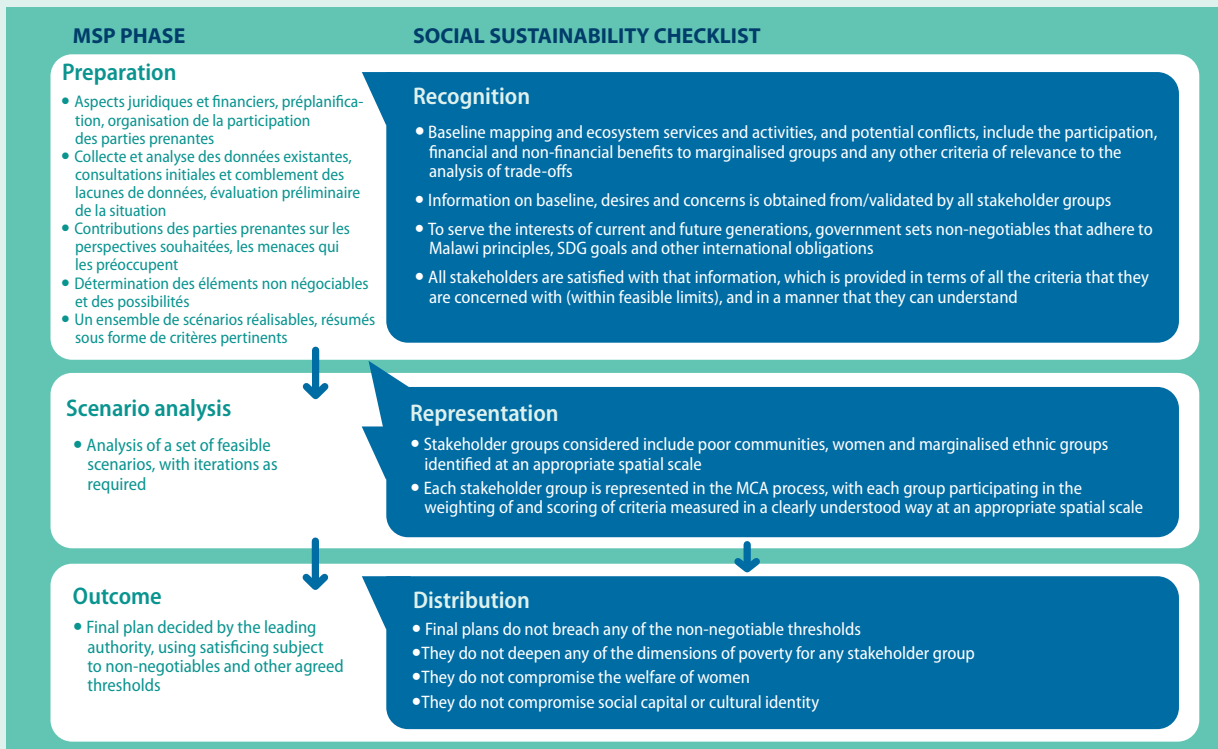 MSP PHASE
SOCIAL SUSTAINABILITY CHECKLIST
Preparation
• Aspects juridiques et financiers, préplanifica-
tion, organisation de la participation
des parties prenantes
• Collecte et analyse des données existantes,
consultations initiales et comblement des
lacunes de données, évaluation préliminaire
de la situation
• Contributions des parties prenantes sur les
perspectives souhaitées, les menaces qui
les préoccupent
• Détermination des éléments non négociables
et des possibilités
• Un ensemble de scénarios réalisables, résumés
sous forme de critères pertinents
Recognition
• Baseline mapping and ecosystem services and activities, and potential conflicts, include the participation,
financial and non-financial benefits to marginalised groups and any other criteria of relevance to the
analysis of trade-offs
• Information on baseline, desires and concerns is obtained from/validated by all stakeholder groups
• To serve the interests of current and future generations, government sets non-negotiables that adhere to
Malawi principles, SDG goals and other international obligations
• All stakeholders are satisfied with that information, which is provided in terms of all the criteria that they
are concerned with (within feasible limits), and in a manner that they can understand
Scenario analysis
• Analysis of a set of feasible
scenarios, with iterations as
required
Representation
• Stakeholder groups considered include poor communities, women and marginalised ethnic groups
identified at an appropriate spatial scale
• Each stakeholder group is represented in the MCA process, with each group participating in the
weighting of and scoring of criteria measured in a clearly understood way at an appropriate spatial scale
Outcome
• Final plan decided by the leading
authority, using satisficing subject
to non-negotiables and other agreed
thresholds
Distribution
• Final plans do not breach any of the non-negotiable thresholds
•They do not deepen any of the dimensions of poverty for any stakeholder group
•They do not compromise the welfare of women
•They do not compromise social capital or cultural identity